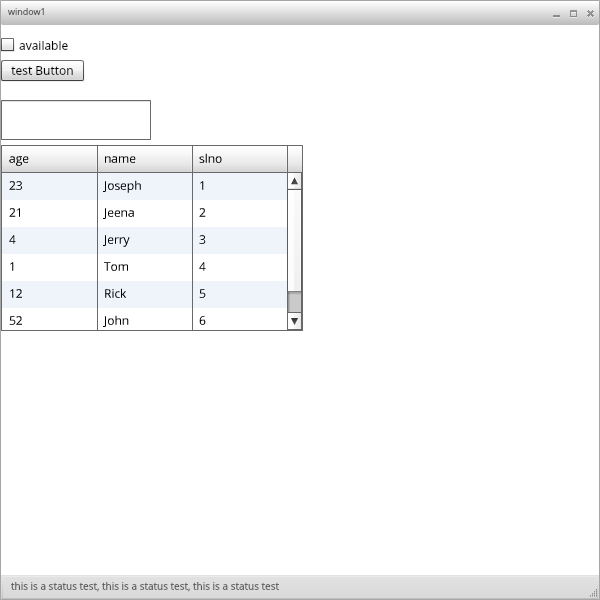 window1
available
test Button
age name slno
23 Joseph 1
21 Jeena 2
4 Jerry 3
1 Tom 4
12 Rick 5
52 John 6
this is a status test, this is a status test, this is a status test